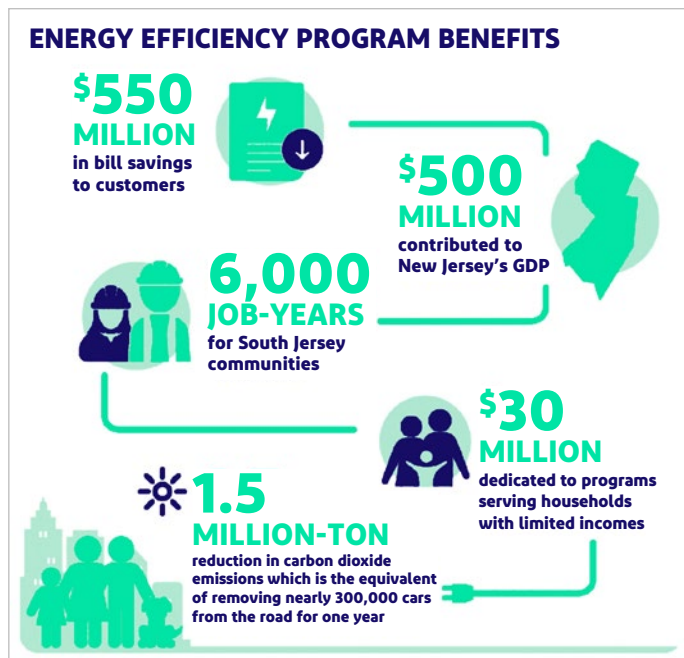 ENERGY EFFICIENCY PROGRAM BENEFITS
$550
MILLION
in bill savings
to customers
$500
MILLION
contributed to
New Jersey's GDP
6,000
JOB-YEARS
for South Jersey
communities
$30
MILLION
dedicated to programs
serving households
with limited incomes
1.5
MILLION-TON
reduction in carbon dioxide
emissions which is the equivalent
of removing nearly 300,000 cars
from the road for one year